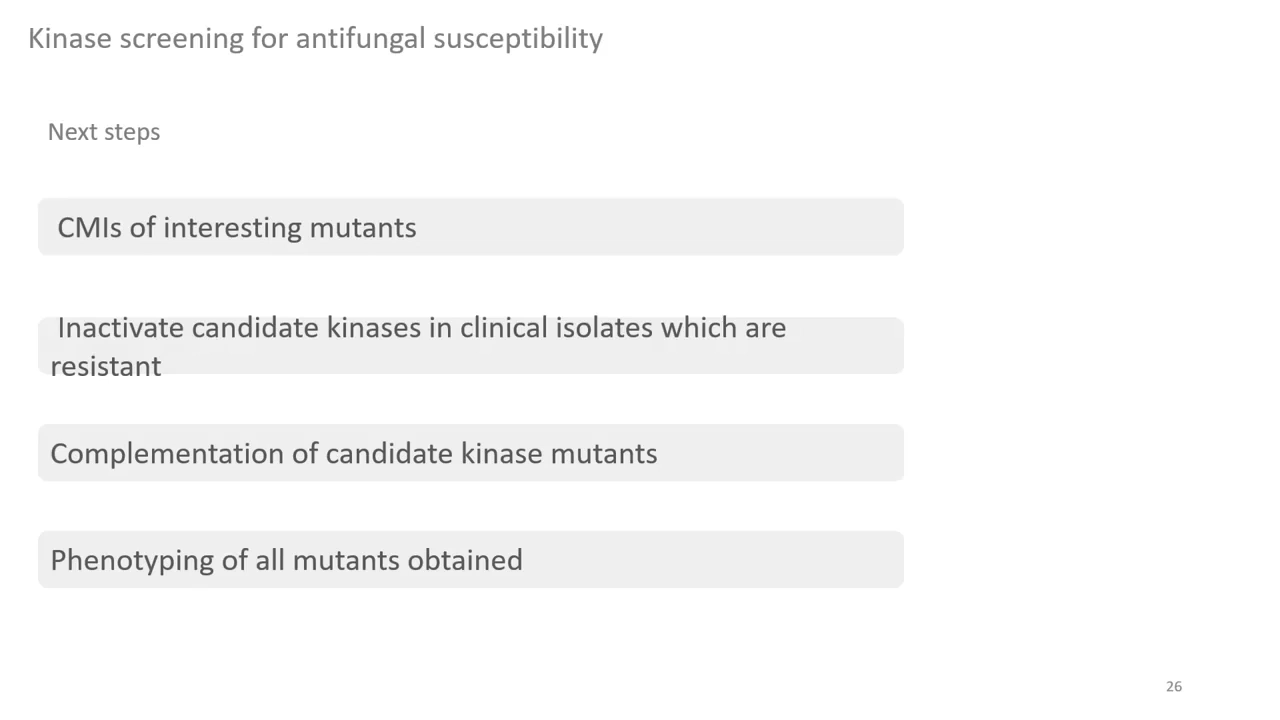 Kinase screening for antifungal susceptibility
Next steps
CMIs of interesting mutants
Inactivate candidate kinases in clinical isolates which are
resistant
Complementation of candidate kinase mutants
Phenotyping of all mutants obtained
26